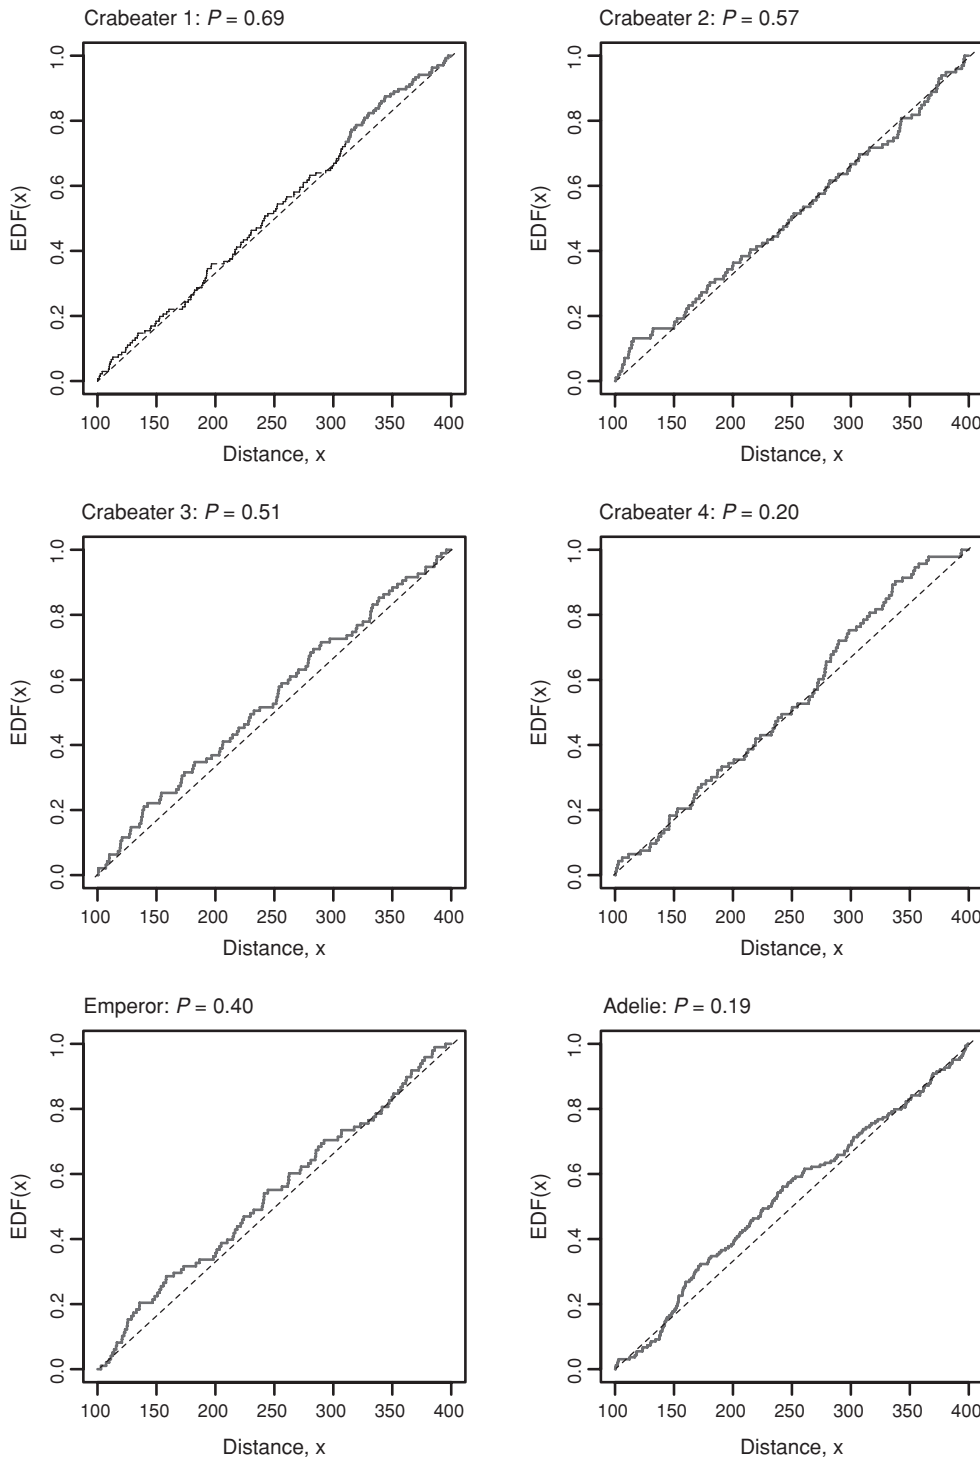 Crabeater 1: P = 0.69
EDF(x)
1.0
0.8
0.6
0.4
0.2
0.0
100 150 200 250 300 350 400
Distance, x
Crabeater 2: P = 0.57
EDF(x)
1.0
0.8
0.6
0.4
0.2
0.0
100 150 200 250 300 350 400
Distance, x
Crabeater 3: P = 0.51
EDF(x)
1.0
0.8
0.6
0.4
0.2
0.0
100 150 200 250 300 350 400
Distance, x
Crabeater 4: P = 0.20
EDF(x)
1.0
0.8
0.6
0.4
0.2
0.0
100 150 200 250 300 350 400
Distance, x
Emperor: P = 0.40
EDF(x)
1.0
0.8
0.6
0.4
0.2
0.0
100 150 200 250 300 350 400
Distance, x
Adelie: P = 0.19
EDF(x)
1.0
0.8
0.6
0.4
0.2
0.0
100 150 200 250 300 350 400
Distance, x